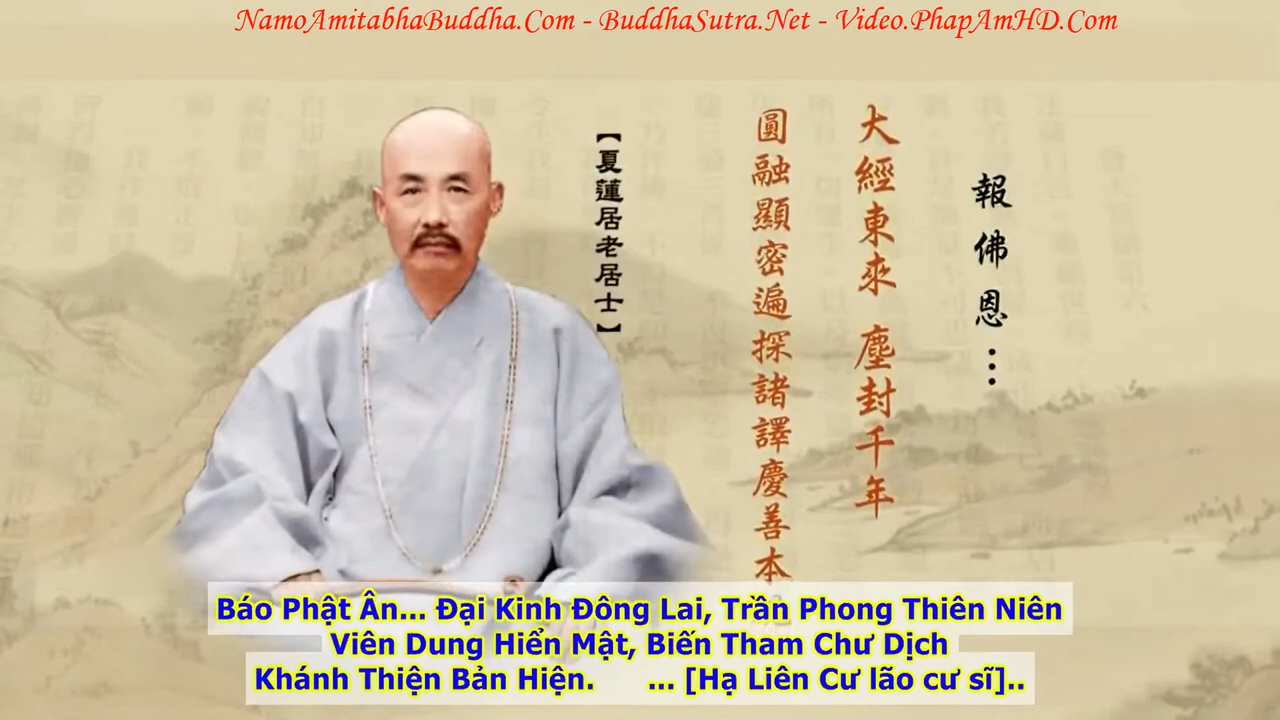 NamoAmitabhaBuddha.Com - BuddhaSutra.Net - Video.PhapAmHD.Com
報佛恩…
大經東來 塵封千年
圓融顯密遍探諸譯慶善本
【夏蓮居老居士】
Báo Phật Ân... Đại Kinh Đông Lai, Trần Phong Thiên Niên
Viên Dung Hiển Mật, Biến Tham Chư Dịch
Khánh Thiện Bản Hiện. ... [Hạ Liên Cư lão cư sĩ]..